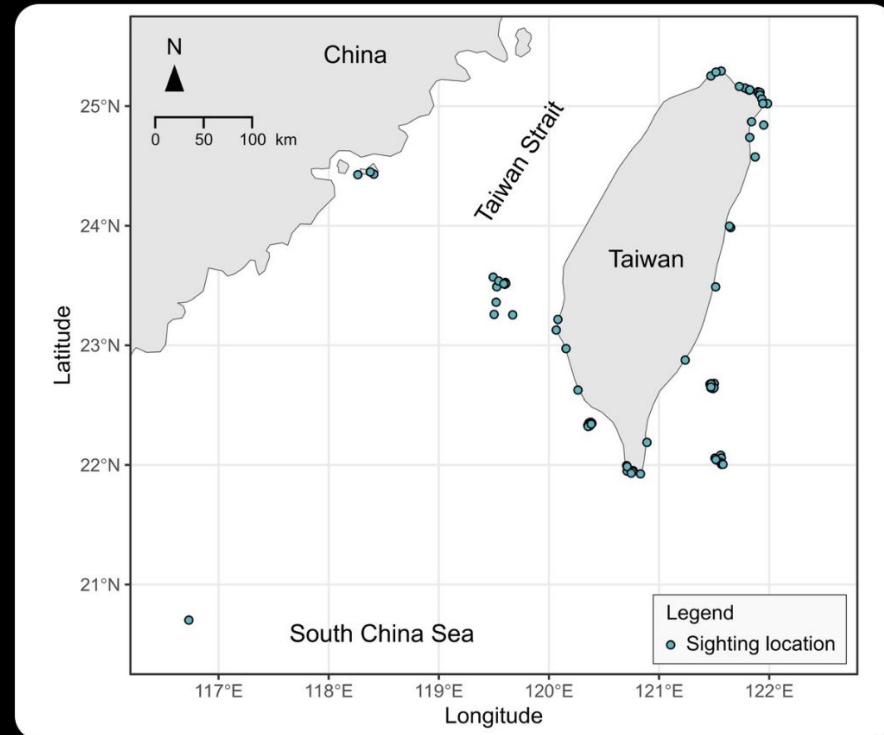 China
N
0 50 100 km
Taiwan Strait
Taiwan
South China Sea
Legend
Sighting location
25°N
24°N
23°N
22°N
21°N
Latitude
117°E 118°E 119°E 120°E 121°E 122°E
Longitude